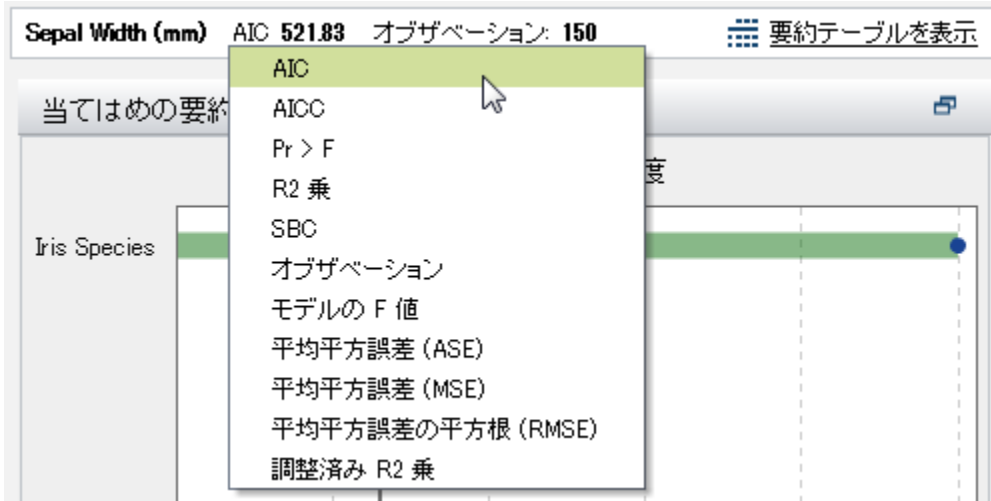 Sepal Width (mm) AIC 521.83 オブザベーション: 150 要約テーブルを表示
当てはめの要約
度
Iris Species
AIC
AICC
Pr > F
R2 乗
SBC
オブザベーション
モデルの F 値
平均平方誤差 (ASE)
平均平方誤差 (MSE)
平均平方誤差の平方根 (RMSE)
調整済み R2 乗